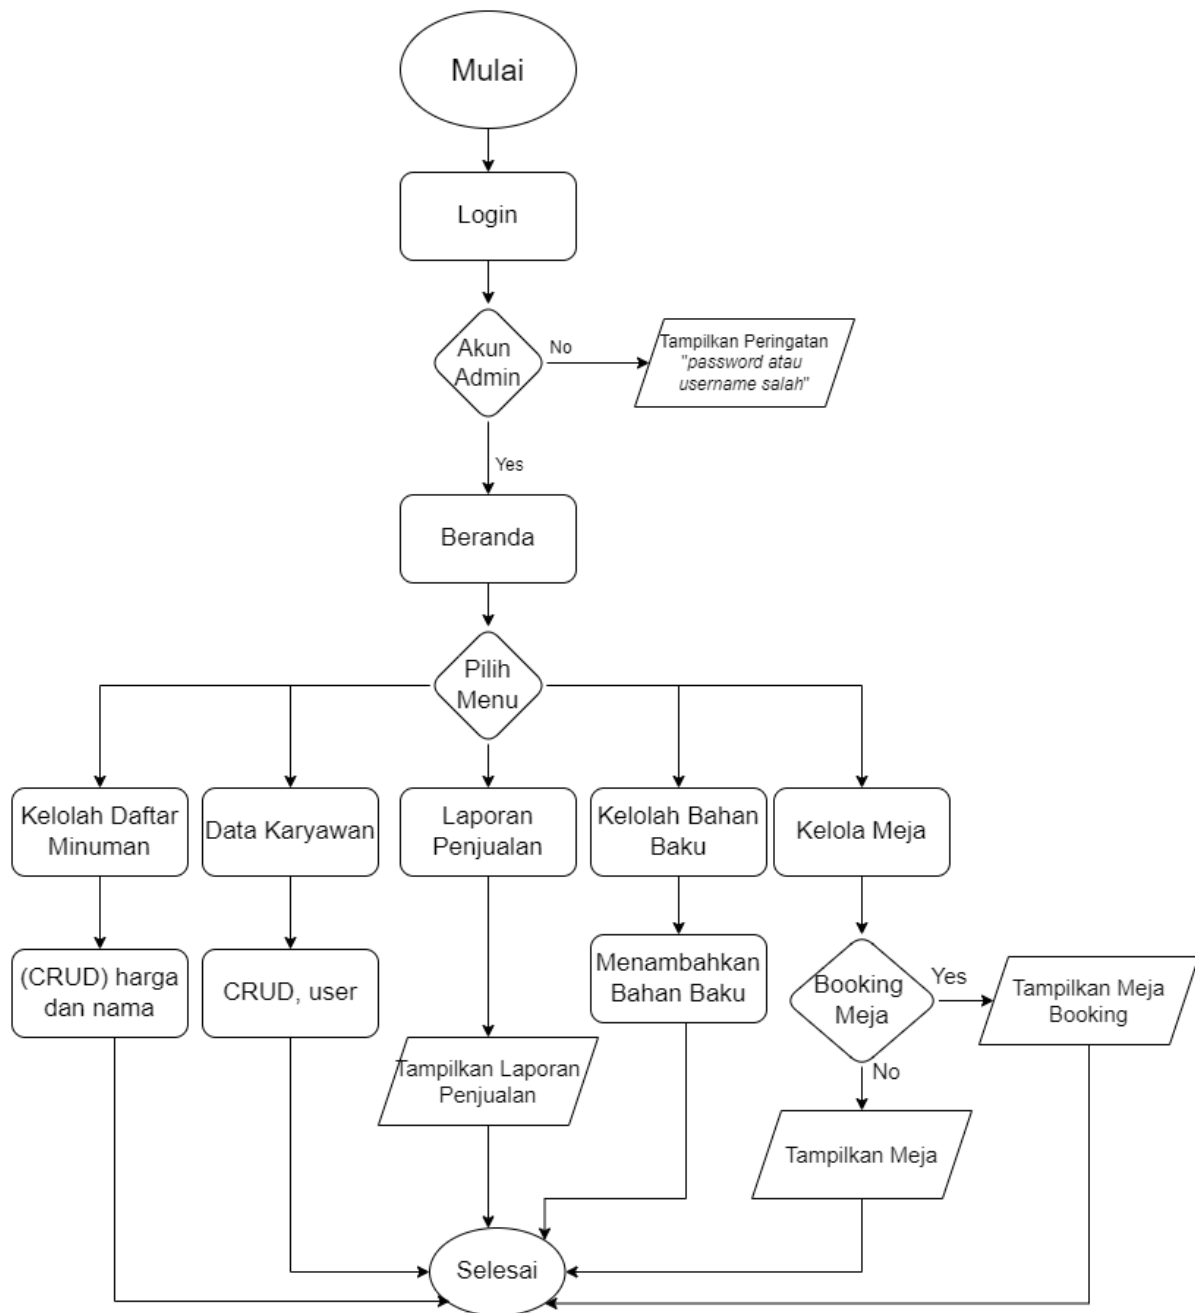 Mulai
Login
Akun
Admin
No
Tampilkan Peringatan
"password atau
username salah"
Yes
Beranda
Pilih
Menu
Kelolah Daftar
Minuman
Data Karyawan
Laporan
Penjualan
Kelolah Bahan
Baku
Kelola Meja
(CRUD) harga
dan nama
CRUD, user
Menambahkan
Bahan Baku
Booking
Meja
Yes
Tampilkan Meja
Booking
No
Tampilkan Laporan
Penjualan
Tampilkan Meja
Selesai